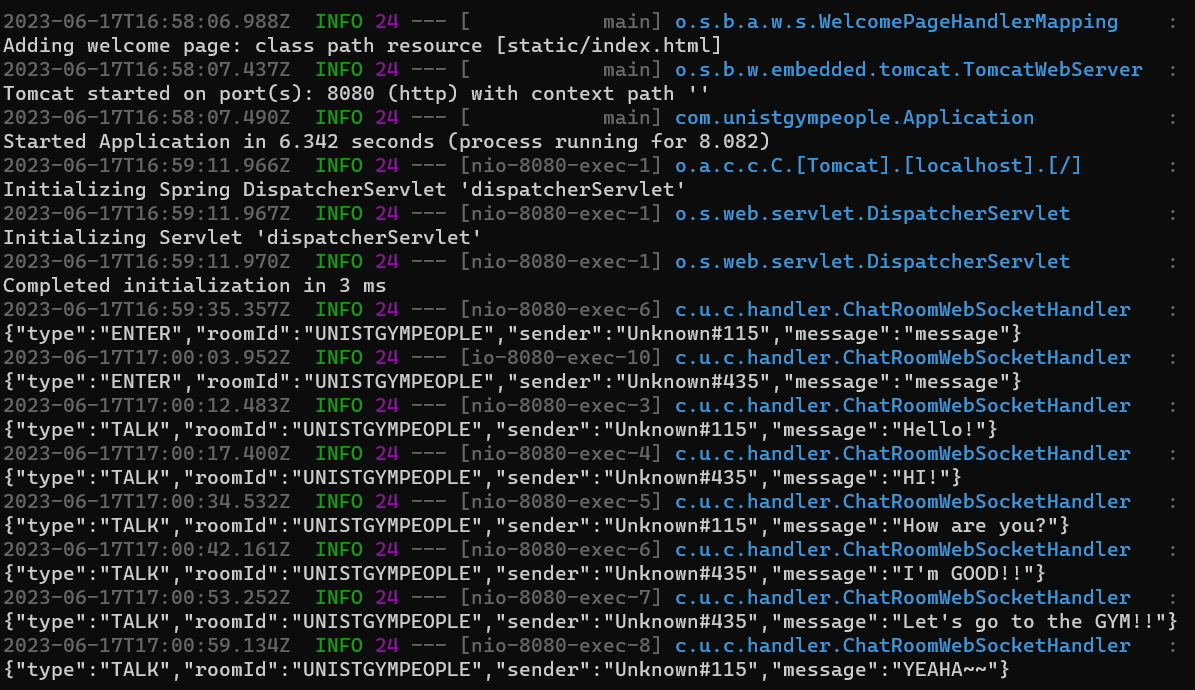 2023-06-17T16:58:06.988Z  INFO 24 --- [           main] o.s.b.a.w.s.WelcomePageHandlerMapping    :
Adding welcome page: class path resource [static/index.html]
2023-06-17T16:58:07.437Z  INFO 24 --- [           main] o.s.b.w.embedded.tomcat.TomcatWebServer  :
Tomcat started on port(s): 8080 (http) with context path ''
2023-06-17T16:58:07.490Z  INFO 24 --- [           main] com.unistgympeople.Application           :
Started Application in 6.342 seconds (process running for 8.082)
2023-06-17T16:59:11.966Z  INFO 24 --- [nio-8080-exec-1] o.a.c.c.C.[Tomcat].[localhost].[/]       :
Initializing Spring DispatcherServlet 'dispatcherServlet'
2023-06-17T16:59:11.967Z  INFO 24 --- [nio-8080-exec-1] o.s.web.servlet.DispatcherServlet        :
Initializing Servlet 'dispatcherServlet'
2023-06-17T16:59:11.970Z  INFO 24 --- [nio-8080-exec-1] o.s.web.servlet.DispatcherServlet        :
Completed initialization in 3 ms
2023-06-17T16:59:35.357Z  INFO 24 --- [nio-8080-exec-6] c.u.c.handler.ChatRoomWebSocketHandler   :
{"type":"ENTER","roomId":"UNISTGYMPEOPLE","sender":"Unknown#115","message":"message"}
2023-06-17T17:00:03.952Z  INFO 24 --- [io-8080-exec-10] c.u.c.handler.ChatRoomWebSocketHandler   :
{"type":"ENTER","roomId":"UNISTGYMPEOPLE","sender":"Unknown#435","message":"message"}
2023-06-17T17:00:12.483Z  INFO 24 --- [nio-8080-exec-3] c.u.c.handler.ChatRoomWebSocketHandler   :
{"type":"TALK","roomId":"UNISTGYMPEOPLE","sender":"Unknown#115","message":"Hello!"}
2023-06-17T17:00:17.400Z  INFO 24 --- [nio-8080-exec-4] c.u.c.handler.ChatRoomWebSocketHandler   :
{"type":"TALK","roomId":"UNISTGYMPEOPLE","sender":"Unknown#435","message":"HI!"}
2023-06-17T17:00:34.532Z  INFO 24 --- [nio-8080-exec-5] c.u.c.handler.ChatRoomWebSocketHandler   :
{"type":"TALK","roomId":"UNISTGYMPEOPLE","sender":"Unknown#115","message":"How are you?"}
2023-06-17T17:00:42.161Z  INFO 24 --- [nio-8080-exec-6] c.u.c.handler.ChatRoomWebSocketHandler   :
{"type":"TALK","roomId":"UNISTGYMPEOPLE","sender":"Unknown#435","message":"I'm GOOD!!"}
2023-06-17T17:00:53.252Z  INFO 24 --- [nio-8080-exec-7] c.u.c.handler.ChatRoomWebSocketHandler   :
{"type":"TALK","roomId":"UNISTGYMPEOPLE","sender":"Unknown#435","message":"Let's go to the GYM!!"}
2023-06-17T17:00:59.134Z  INFO 24 --- [nio-8080-exec-8] c.u.c.handler.ChatRoomWebSocketHandler   :
{"type":"TALK","roomId":"UNISTGYMPEOPLE","sender":"Unknown#115","message":"YEAHA~~"}